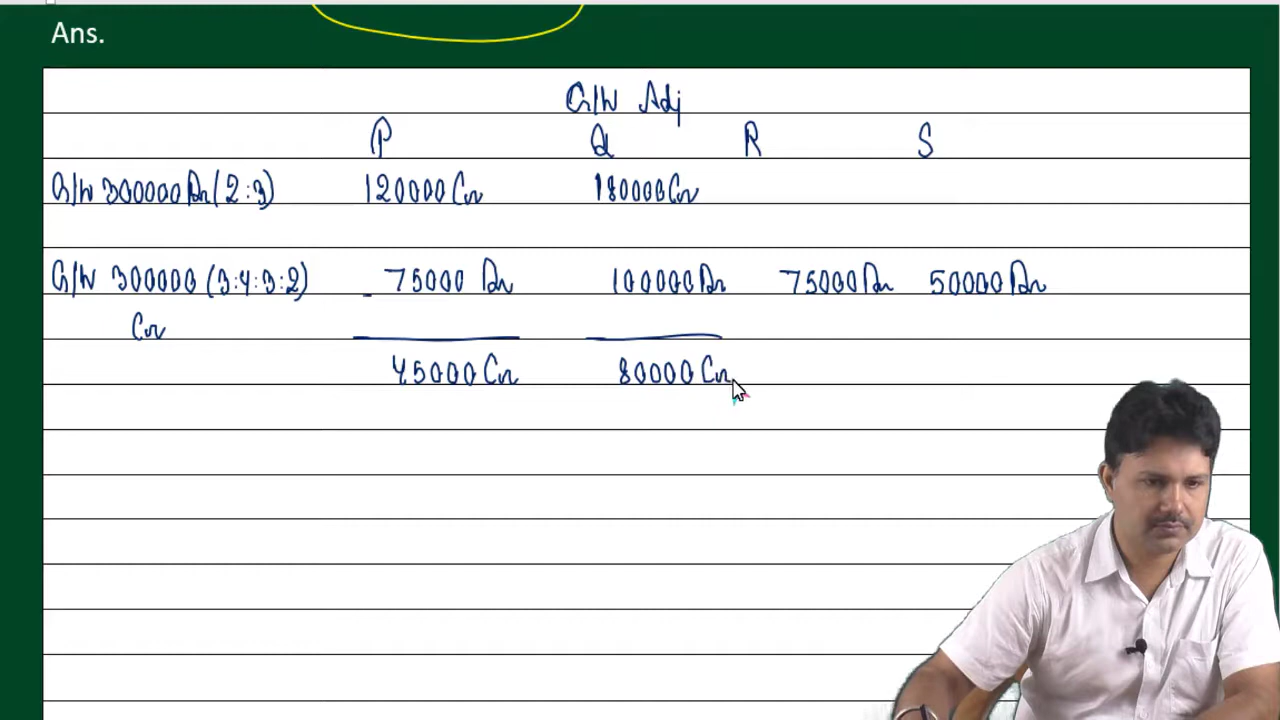 Ans.
G/W Adj
P Q R S
G/W 300000 Dr (2:3) 120000 Cr 180000 Cr
G/W 300000 (3:4:3:2) 75000 Dr 100000 Dr 75000 Dr 50000 Dr
Cr
45000 Cr 80000 Cr